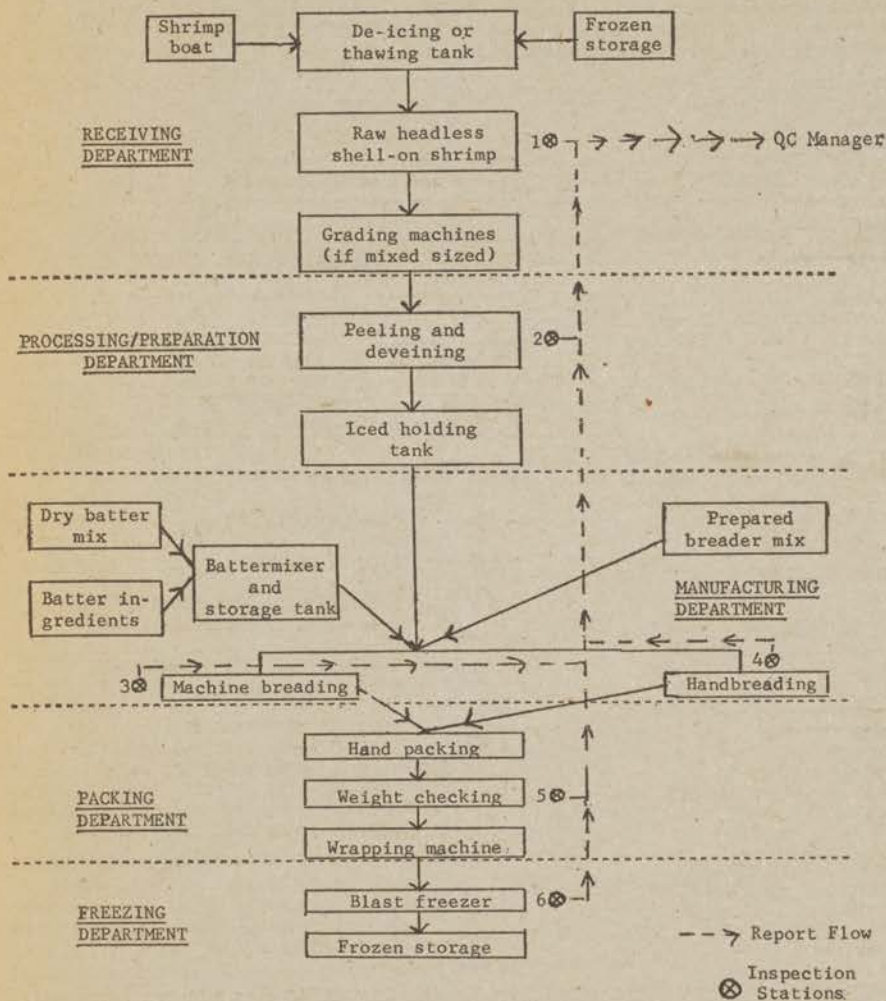 Shrimp
boat
De-icing or
thawing tank
Frozen
storage
RECEIVING
DEPARTMENT
Raw headless
shell-on shrimp
1
QC Manager
Grading machines
(if mixed sized)
PROCESSING/PREPARATION
DEPARTMENT
Peeling and
deveining
2
Iced holding
tank
Dry batter
mix
Batter in-
gredients
Battermixer
and
storage tank
Prepared
breader mix
MANUFACTURING
DEPARTMENT
3
Machine breading
4
Handbreading
Hand packing
PACKING
DEPARTMENT
Weight checking
5
Wrapping machine
FREEZING
DEPARTMENT
Blast freezer
6
Frozen storage
Report Flow
Inspection
Stations